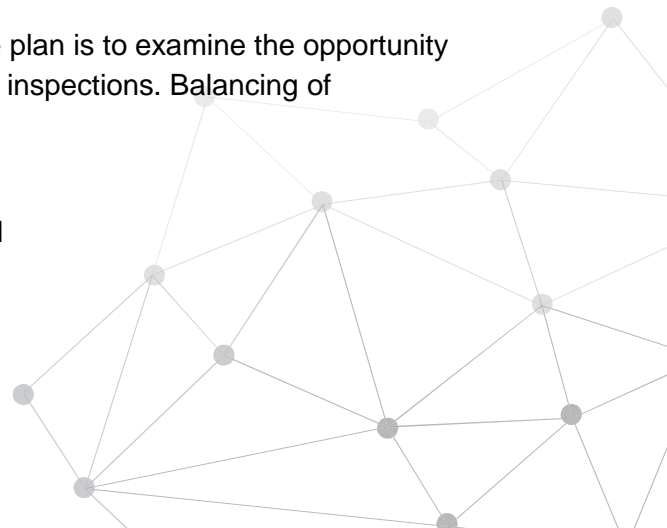 plan is to examine the opportunity
inspections. Balancing of